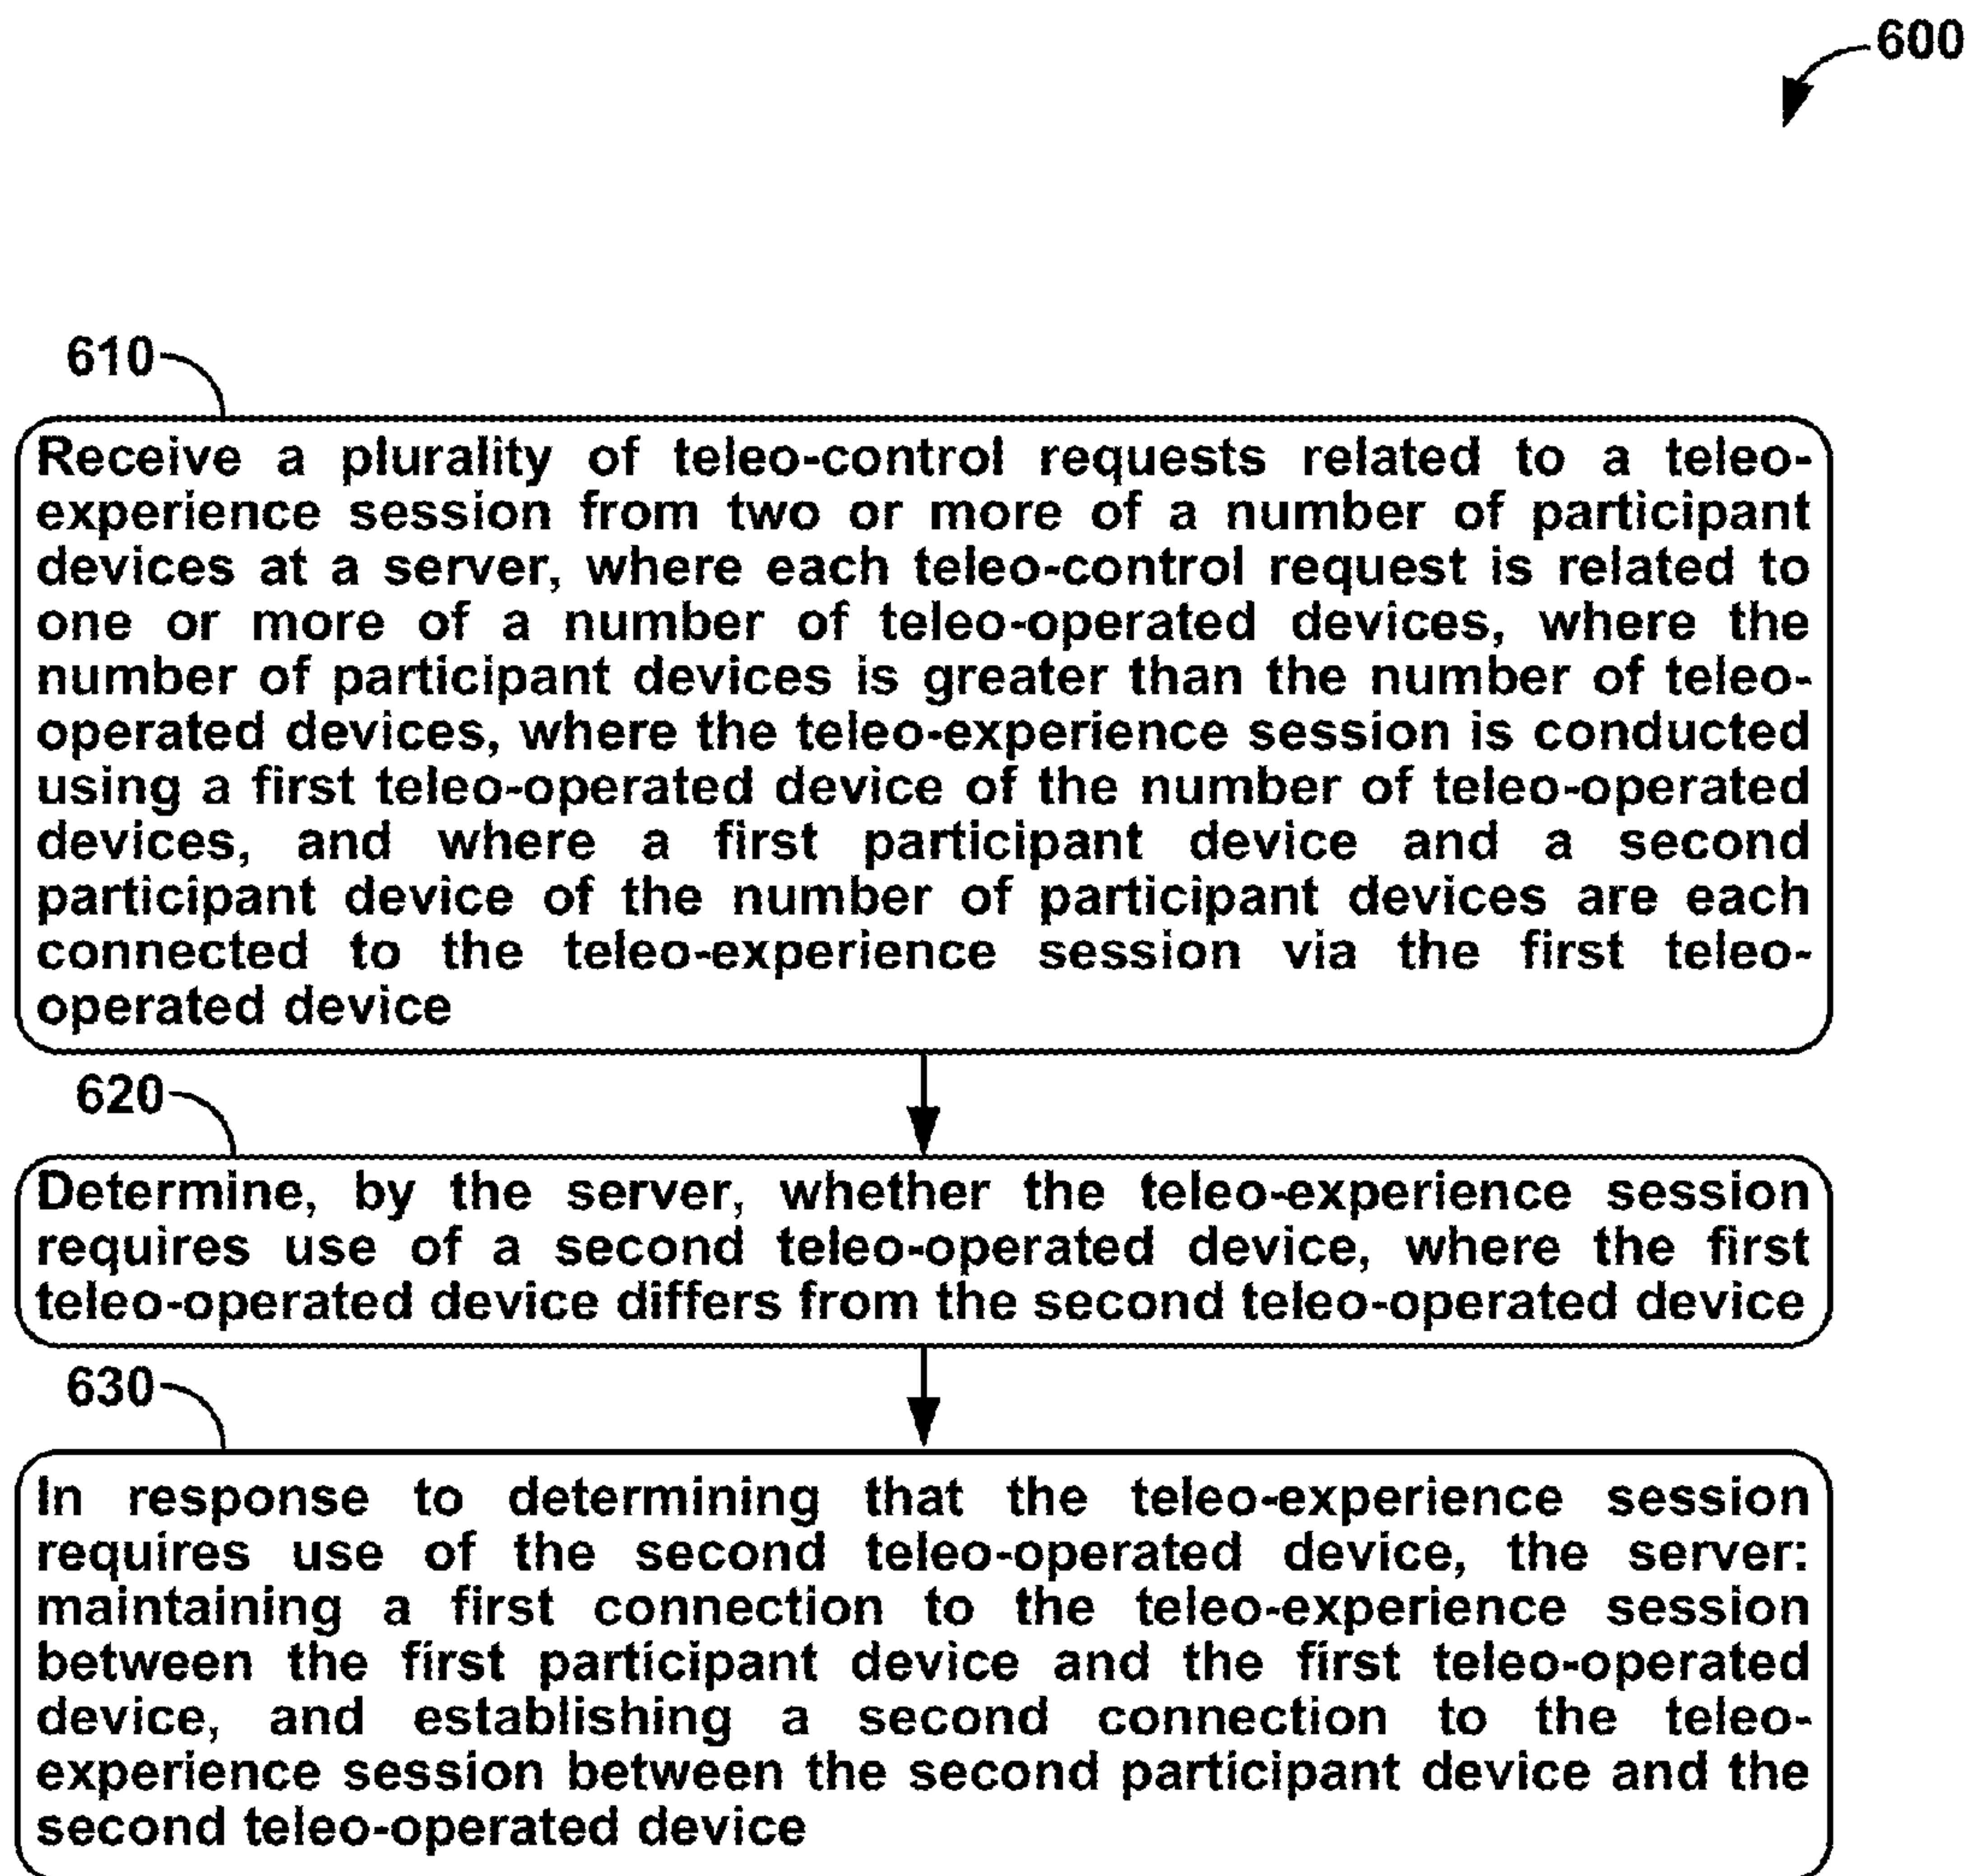 600
610
Receive a plurality of teleo-control requests related to a teleo-
experience session from two or more of a number of participant
devices at a server, where each teleo-control request is related to
one or more of a number of teleo-operated devices, where the
number of participant devices is greater than the number of teleo-
operated devices, where the teleo-experience session is conducted
using a first teleo-operated device of the number of teleo-operated
devices, and where a first participant device and a second
participant device of the number of participant devices are each
connected to the teleo-experience session via the first teleo-
operated device
620
Determine, by the server, whether the teleo-experience session
requires use of a second teleo-operated device, where the first
teleo-operated device differs from the second teleo-operated device
630
In response to determining that the teleo-experience session
requires use of the second teleo-operated device, the server:
maintaining a first connection to the teleo-experience session
between the first participant device and the first teleo-operated
device, and establishing a second connection to the teleo-
experience session between the second participant device and the
second teleo-operated device